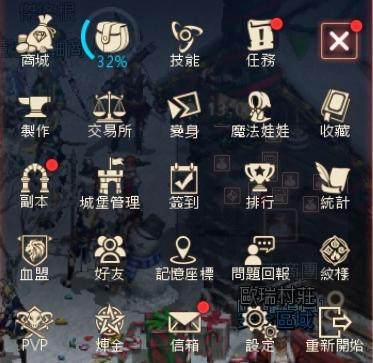 商城
32%
技能
任務
製作
交易所
變身
魔法娃娃
收藏
副本
城堡管理
簽到
排行
統計
血盟
好友
記憶座標
問題回報
紋樣
歐瑞村莊
區域
PVP
煉金
信箱
設定
重新開始